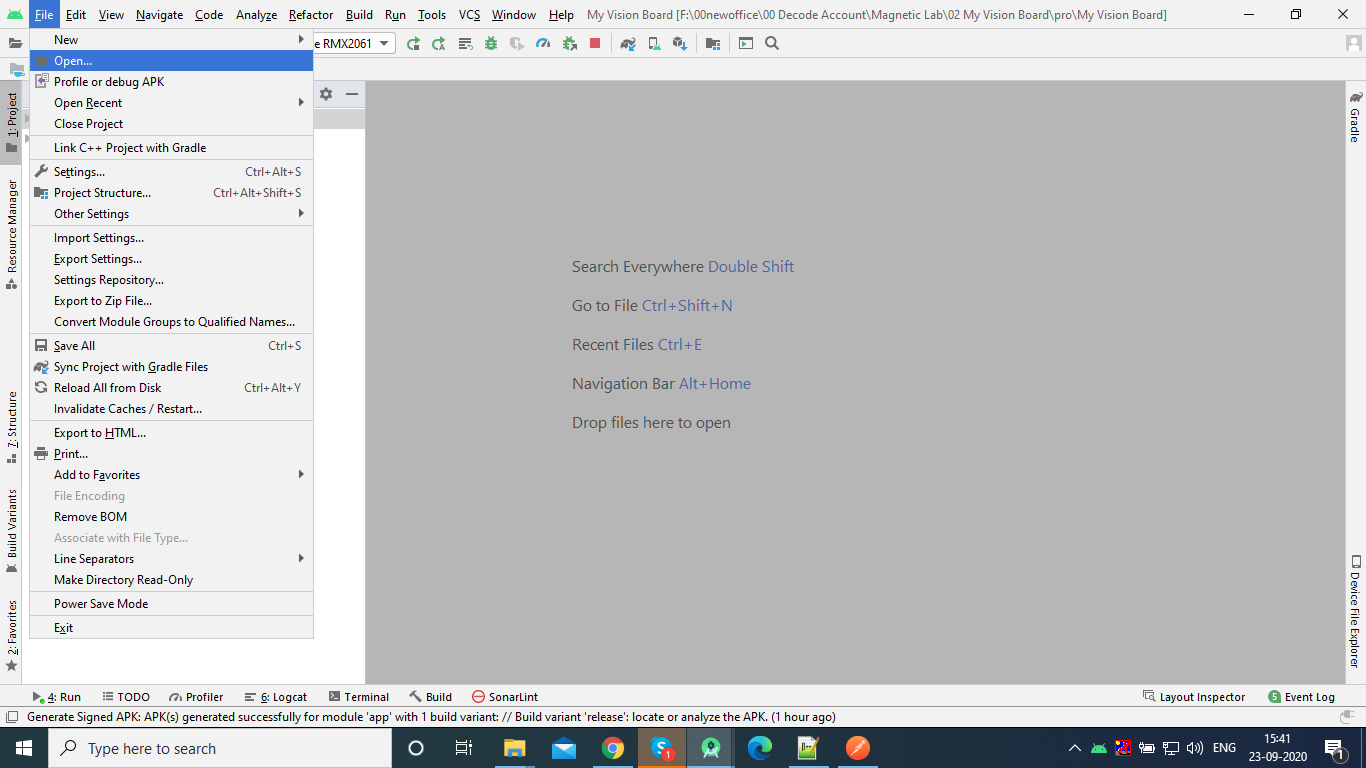 File Edit View Navigate Code Analyze Refactor Build Run Tools VCS Window Help My Vision Board [F:\00newoffice\00 Decode Account\Magnetic Lab\02 My Vision Board\pro\My Vision Board]
RMX2061
New
Open...
Profile or debug APK
Open Recent
Close Project
Link C++ Project with Gradle
Settings... Ctrl+Alt+S
Project Structure... Ctrl+Alt+Shift+S
Other Settings
Import Settings...
Export Settings...
Settings Repository...
Export to Zip File...
Convert Module Groups to Qualified Names...
Save All Ctrl+S
Sync Project with Gradle Files
Reload All from Disk Ctrl+Alt+Y
Invalidate Caches / Restart...
Export to HTML...
Print...
Add to Favorites
File Encoding
Remove BOM
Associate with File Type...
Line Separators
Make Directory Read-Only
Power Save Mode
Exit
1: Project
Resource Manager
7: Structure
Build Variants
2: Favorites
Search Everywhere Double Shift
Go to File Ctrl+Shift+N
Recent Files Ctrl+E
Navigation Bar Alt+Home
Drop files here to open
Gradle
Device File Explorer
4: Run TODO Profiler 6: Logcat Terminal Build SonarLint Layout Inspector 5 Event Log
Generate Signed APK: APK(s) generated successfully for module 'app' with 1 build variant: // Build variant 'release': locate or analyze the APK. (1 hour ago)
Type here to search
1
ENG
15:41
23-09-2020
1